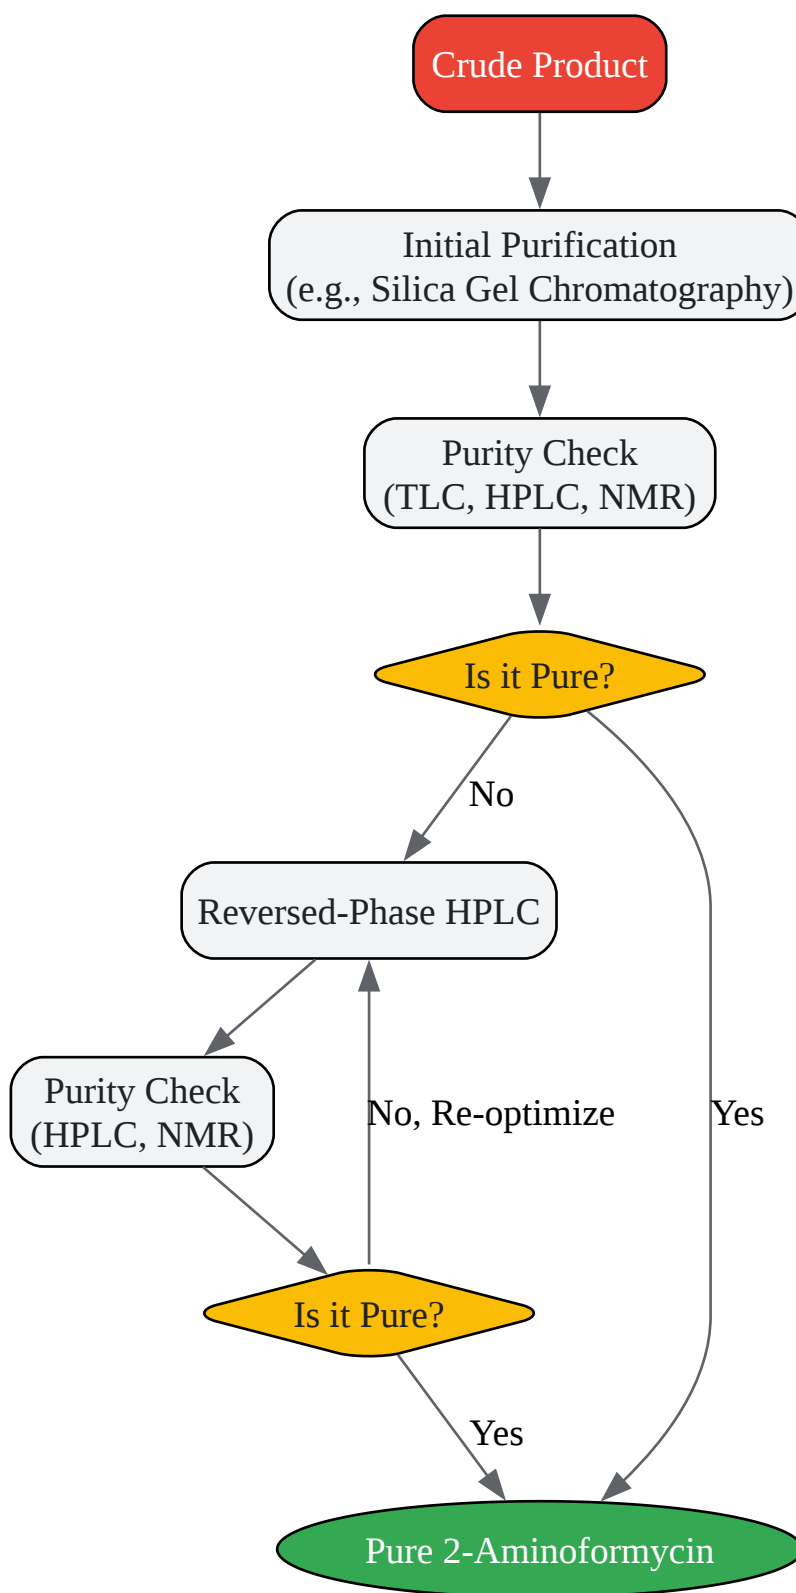 Crude Product
Initial Purification
(e.g., Silica Gel Chromatography)
Purity Check
(TLC, HPLC, NMR)
Is it Pure?
No
Reversed-Phase HPLC
Purity Check
(HPLC, NMR)
No, Re-optimize
Yes
Is it Pure?
Yes
Pure 2-Aminoformycin